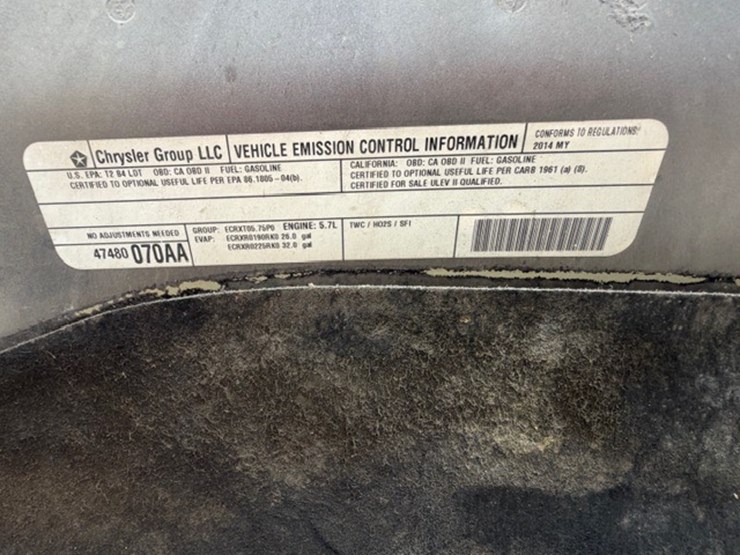 Chrysler Group LLC VEHICLE EMISSION CONTROL INFORMATION CONFORMS TO REGULATIONS:
2014 MY
U.S. EPA: T2 B4 LDT OBD: CA OBD II FUEL: GASOLINE
CERTIFIED TO OPTIONAL USEFUL LIFE PER EPA 86.1805-04(b).
CALIFORNIA: OBD: CA OBD II FUEL: GASOLINE
CERTIFIED TO OPTIONAL USEFUL LIFE PER CARB 1961 (a) (8).
CERTIFIED FOR SALE ULEV II QUALIFIED.
NO ADJUSTMENTS NEEDED
47480 070AA
GROUP: ECRXT05.75P0 ENGINE: 5.7L
EVAP: ECRXR0190RK0 26.0 gal
ECRXR0225RK0 32.0 gal
TWC / HO2S / SFI